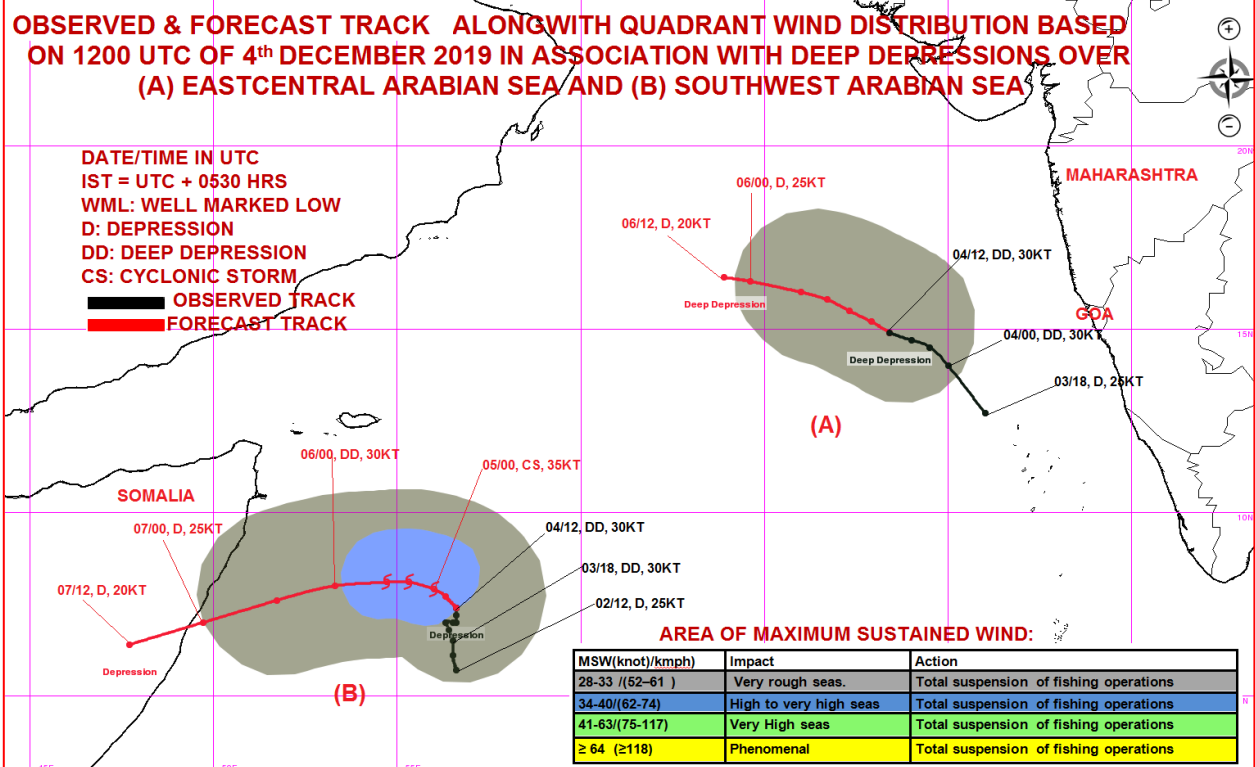 OBSERVED & FORECAST TRACK ALONGWITH QUADRANT WIND DISTRIBUTION BASED
ON 1200 UTC OF 4th DECEMBER 2019 IN ASSOCIATION WITH DEEP DEPRESSIONS OVER
(A) EASTCENTRAL ARABIAN SEA AND (B) SOUTHWEST ARABIAN SEA
DATE/TIME IN UTC
IST = UTC + 0530 HRS
WML: WELL MARKED LOW
D: DEPRESSION
DD: DEEP DEPRESSION
CS: CYCLONIC STORM
OBSERVED TRACK
FORECAST TRACK
20N
MAHARASHTRA
06/00, D, 25KT
06/12, D, 20KT
04/12, DD, 30KT
Deep Depression
GOA
15N
04/00, DD, 30KT
Deep Depression
03/18, D, 25KT
(A)
06/00, DD, 30KT
05/00, CS, 35KT
SOMALIA
10N
07/00, D, 25KT
04/12, DD, 30KT
03/18, DD, 30KT
07/12, D, 20KT
02/12, D, 25KT
Depression
Depression
(B)
AREA OF MAXIMUM SUSTAINED WIND:
MSW(knot)/kmph) Impact Action
28-33 /(52–61 ) Very rough seas. Total suspension of fishing operations
34-40/(62-74) High to very high seas Total suspension of fishing operations
N
41-63/(75-117) Very High seas Total suspension of fishing operations
≥ 64 (≥118) Phenomenal Total suspension of fishing operations